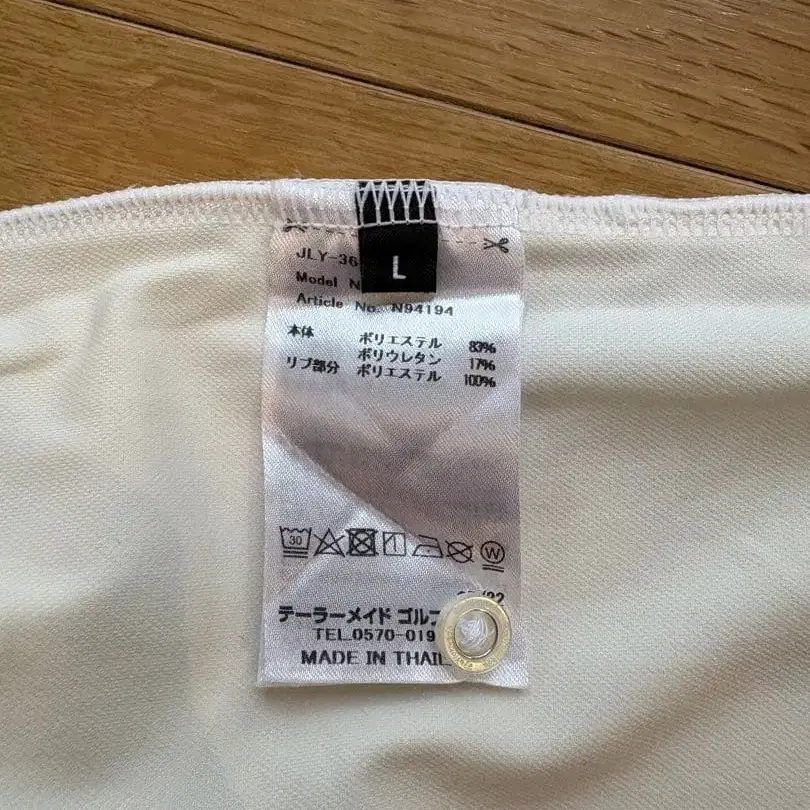 L
JLY-36
Model N
Article No. N94194
本体 ポリエステル 83%
ポリウレタン 17%
リブ部分 ポリエステル 100%
30
W
/22
テーラーメイド ゴルフ
TEL.0570-019
MADE IN THAIL